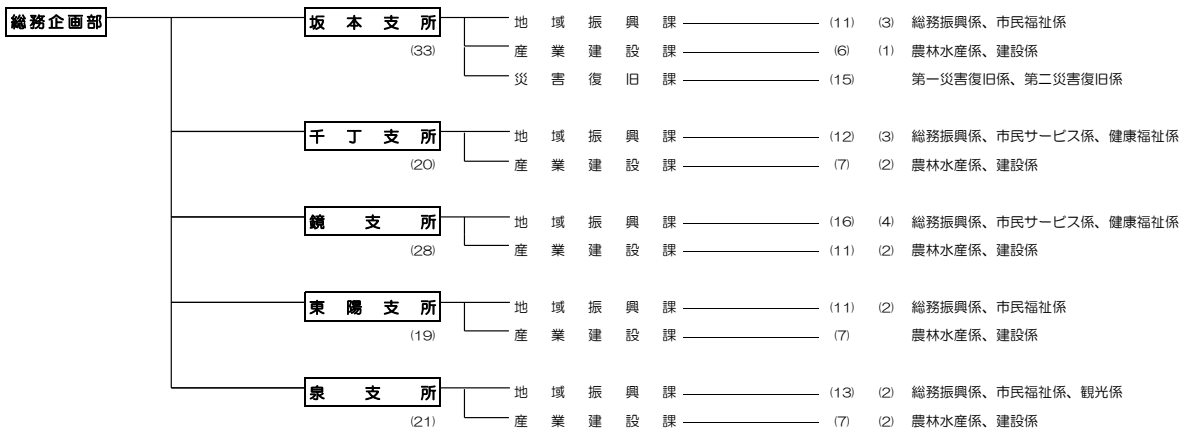 総務企画部 坂本支所 地域振興課 (11) (3) 総務振興係、市民福祉係
(33) 産業建設課 (6) (1) 農林水産係、建設係
災害復旧課 (15) 第一災害復旧係、第二災害復旧係
千丁支所 地域振興課 (12) (3) 総務振興係、市民サービス係、健康福祉係
(20) 産業建設課 (7) (2) 農林水産係、建設係
鏡支所 地域振興課 (16) (4) 総務振興係、市民サービス係、健康福祉係
(28) 産業建設課 (11) (2) 農林水産係、建設係
東陽支所 地域振興課 (11) (2) 総務振興係、市民福祉係
(19) 産業建設課 (7) 農林水産係、建設係
泉支所 地域振興課 (13) (2) 総務振興係、市民福祉係、観光係
(21) 産業建設課 (7) (2) 農林水産係、建設係